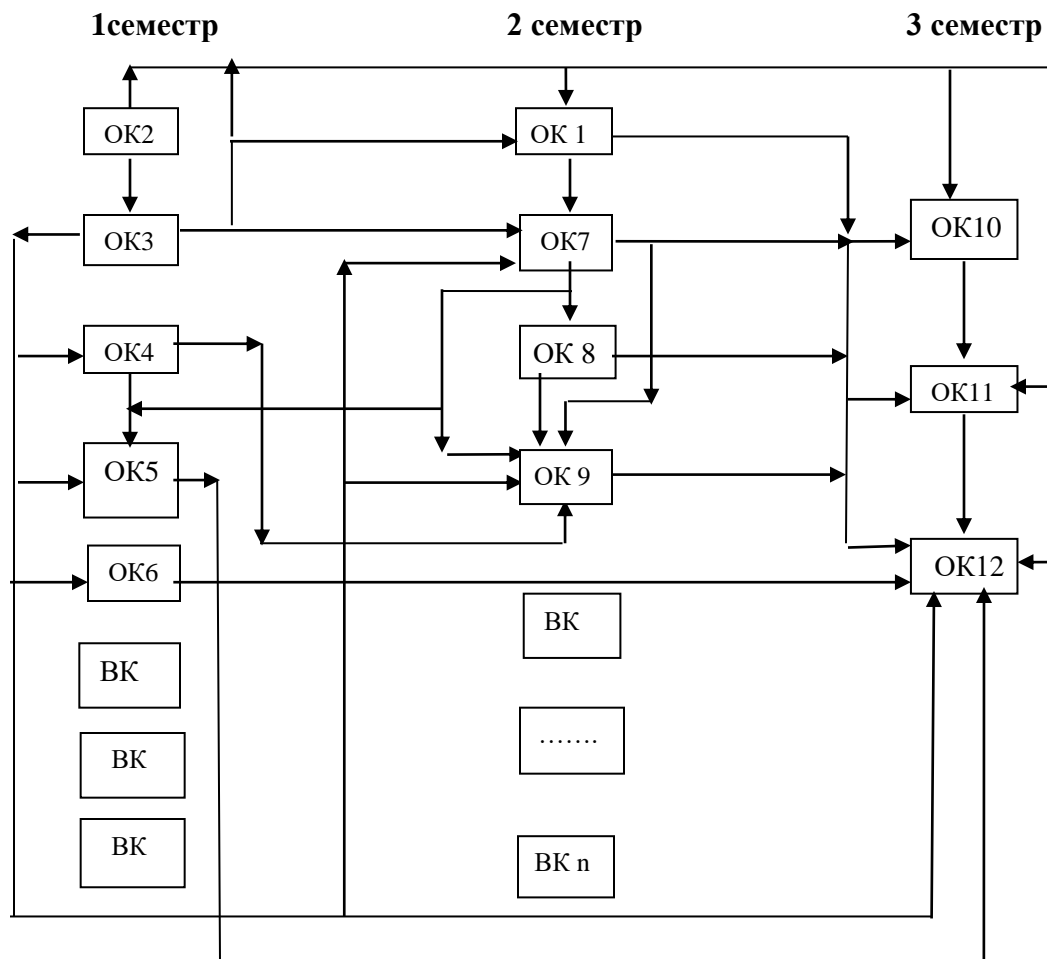 1семестр
2 семестр
3 семестр
ОК2
ОК 1
ОК3
ОК7
ОК10
ОК4
ОК 8
ОК11
ОК5
ОК 9
ОК6
ОК12
ВК
ВК
…….
ВК
ВК
ВК n